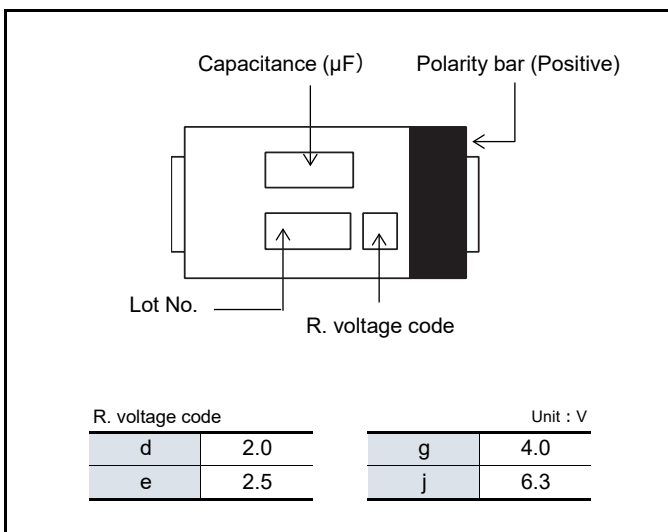 Capacitance (μF） Polarity bar (Positive)
Lot No.
R. voltage code
R. voltage code Unit：V
d 2.0 g 4.0
e 2.5 j 6.3